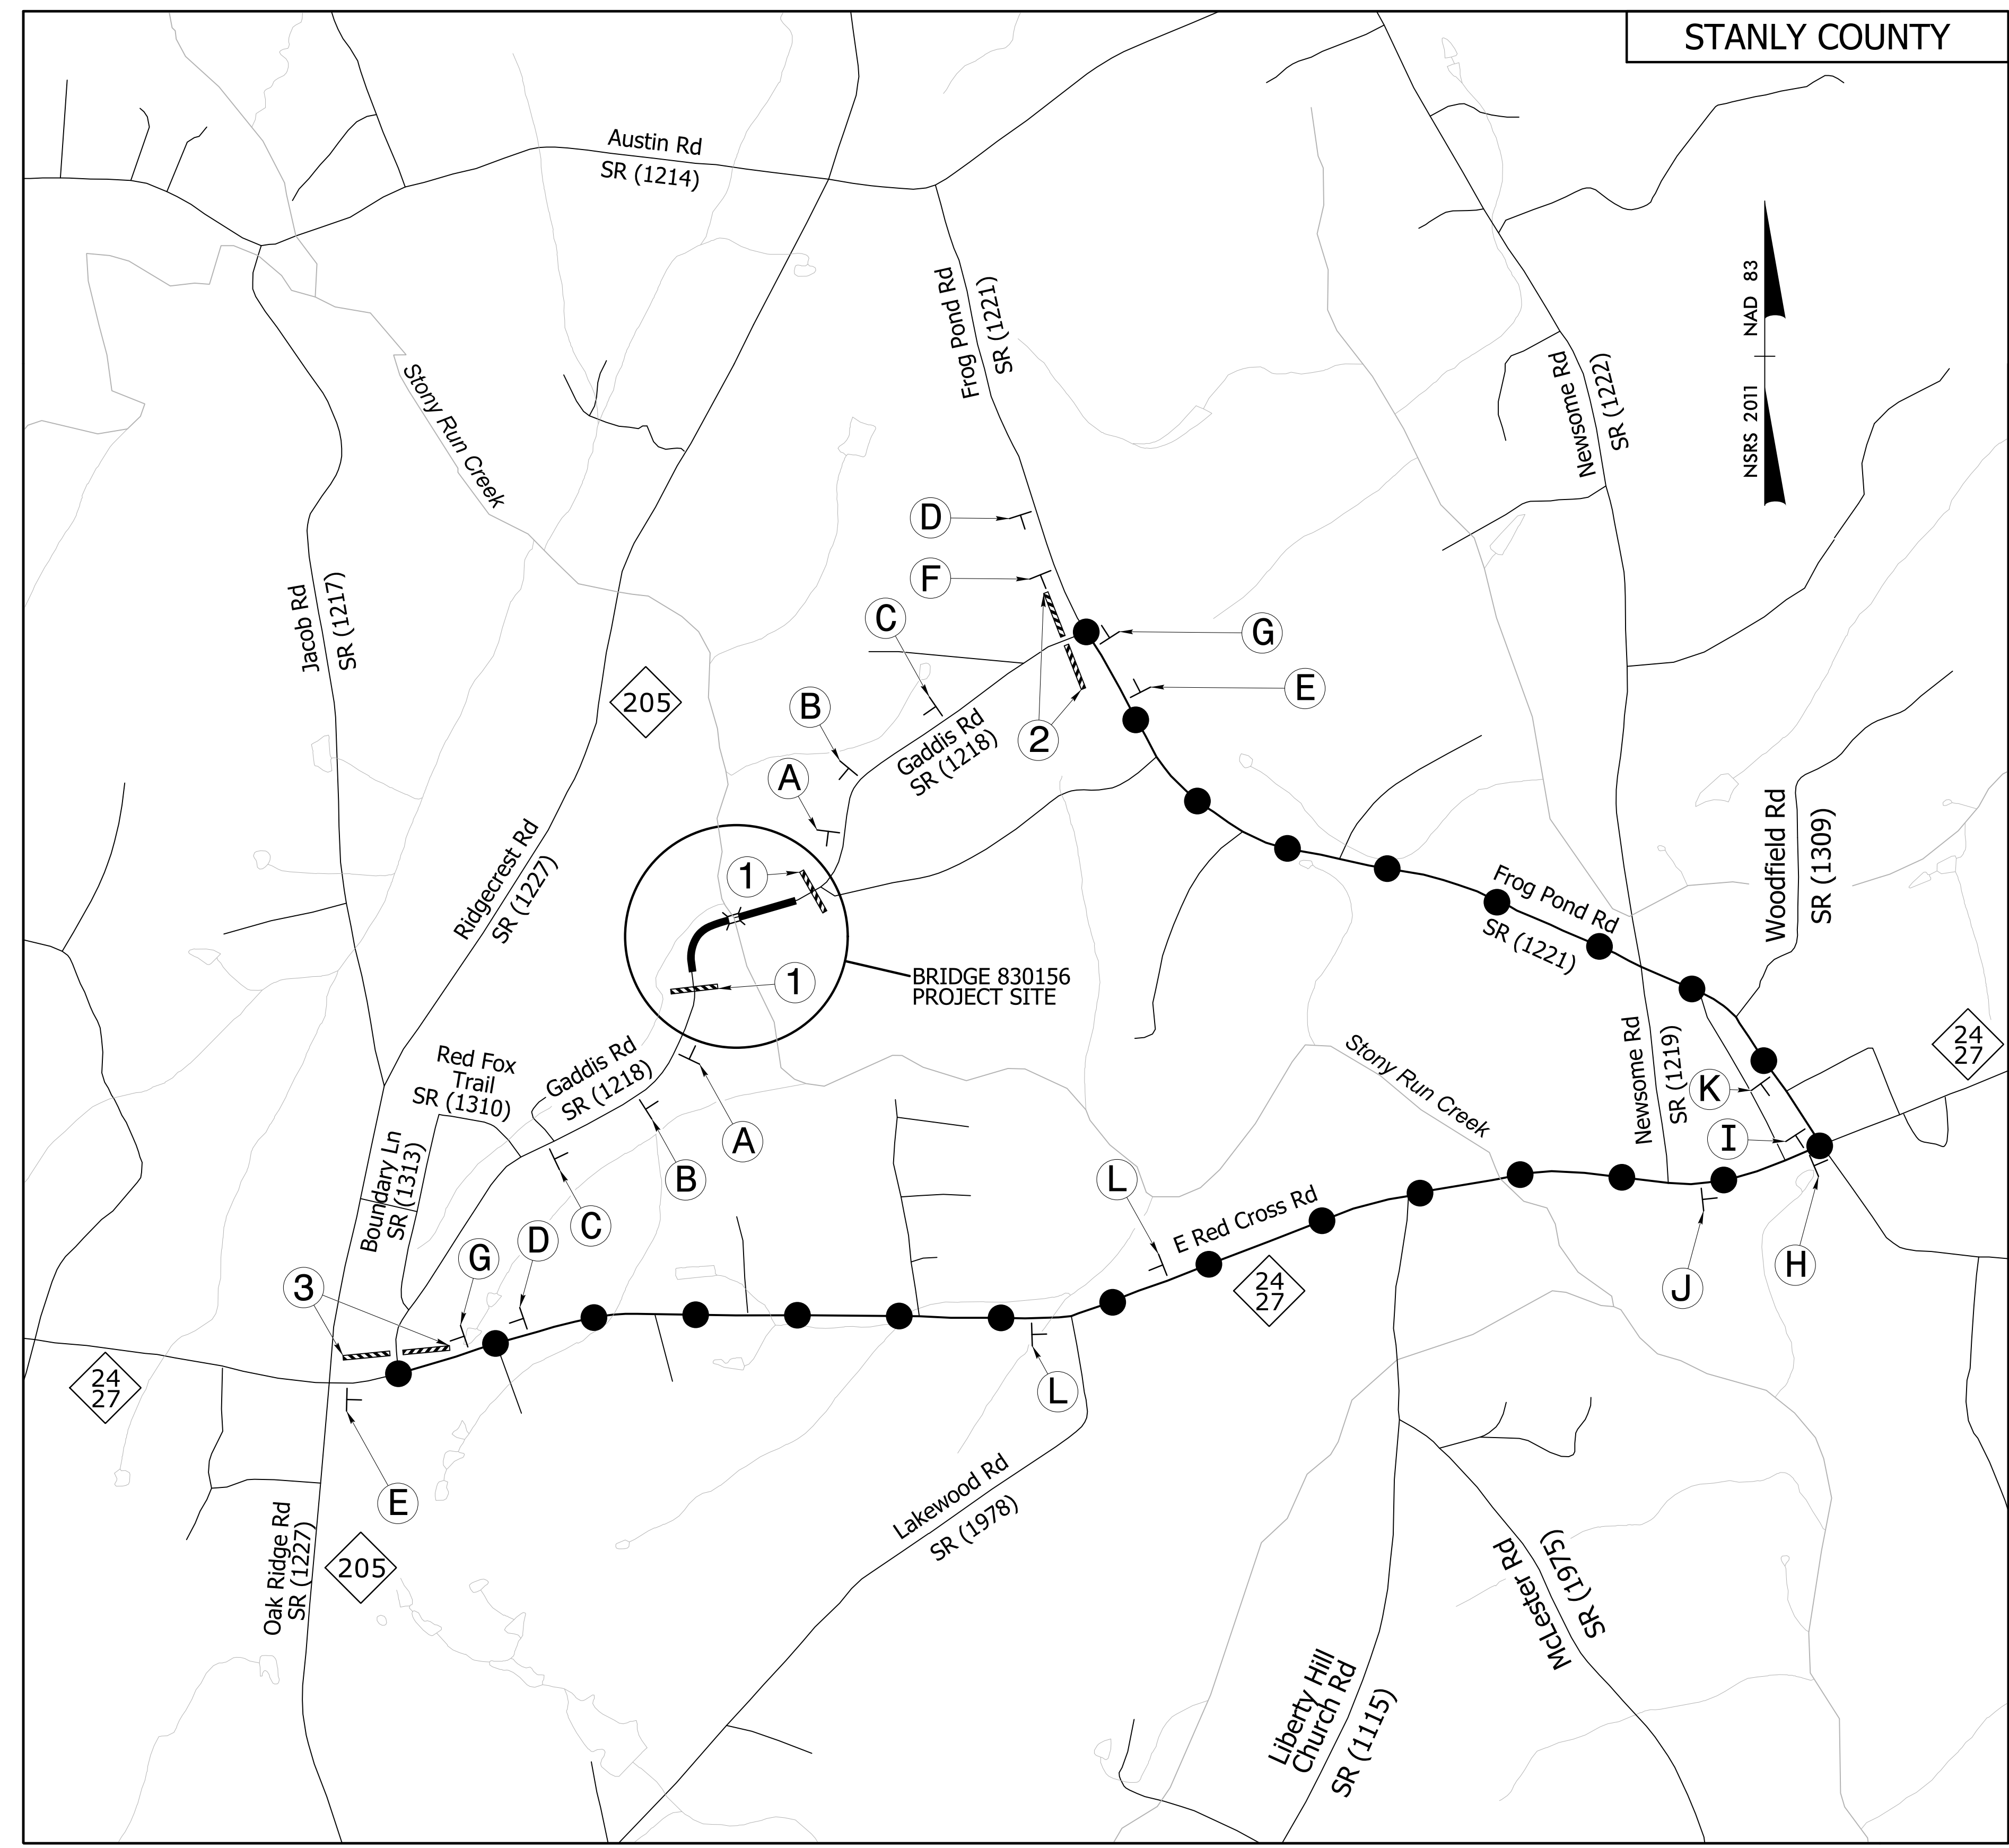 STANLY COUNTY
Austin Rd
SR (1214)
Frog Pond Rd
SR (1221)
NAD 83
NSRS 2011
Newsome Rd
SR (1222)
Stony Run Creek
D
F
C
G
Jacob Rd
SR (1217)
205
B
E
2
Gaddis Rd
SR (1218)
A
Ridgecrest Rd
SR (1227)
1
Woodfield Rd
SR (1309)
Frog Pond Rd
SR (1221)
1
BRIDGE 830156
PROJECT SITE
Red Fox
Trail
SR (1310)
Gaddis Rd
SR (1218)
Stony Run Creek
Newsome Rd
SR (1219)
24
27
K
A
I
Boundary Ln
SR (1313)
B
L
C
D
G
E Red Cross Rd
24
27
J
H
3
24
27
L
E
Lakewood Rd
SR (1978)
Oak Ridge Rd
SR (1227)
205
McLester Rd
SR (1975)
Liberty Hill
Church Rd
SR (1115)